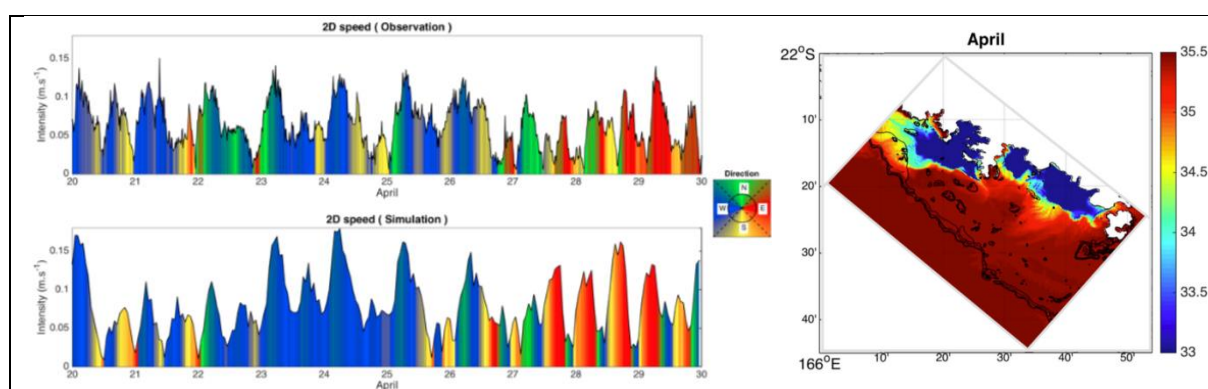 2D speed ( Observation )
Intensity (m.s⁻¹)
0.15
0.1
0.05
0
20 21 22 23 24 25 26 27 28 29 30
April
2D speed ( Simulation )
Intensity (m.s⁻¹)
0.15
0.1
0.05
0
20 21 22 23 24 25 26 27 28 29 30
April
Direction
N
W E
S
April
22°S
10'
20'
30'
40'
166°E 10' 20' 30' 40' 50'
35.5
35
34.5
34
33.5
33